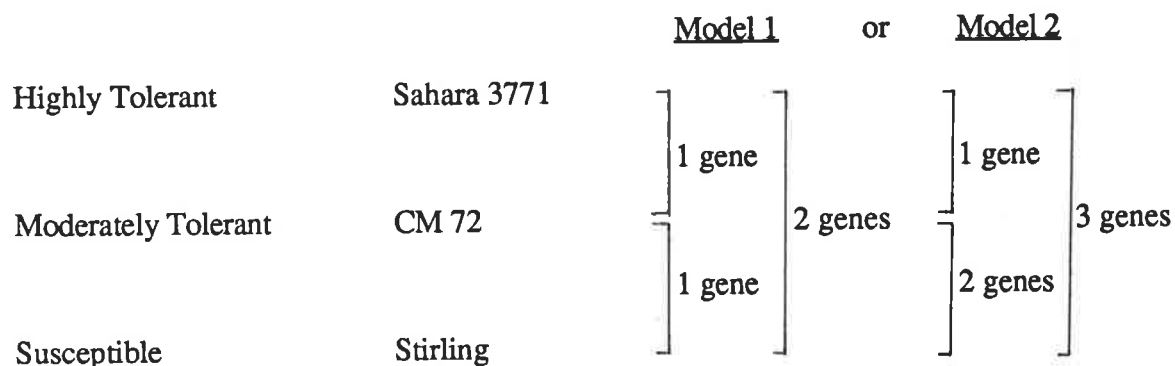 Model 1 or Model 2
Highly Tolerant Sahara 3771
1 gene 1 gene
Moderately Tolerant CM 72 2 genes 3 genes
1 gene 2 genes
Susceptible Stirling